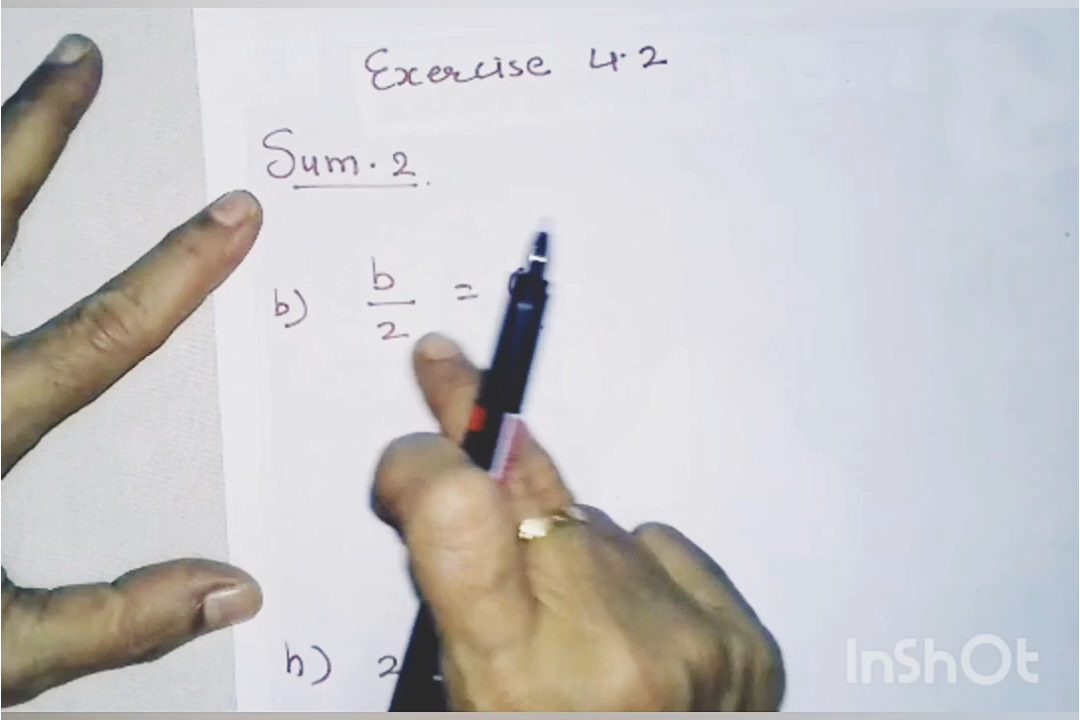 Exercise 4.2
Sum. 2.
b) b/2 =
h) 2
InShOt